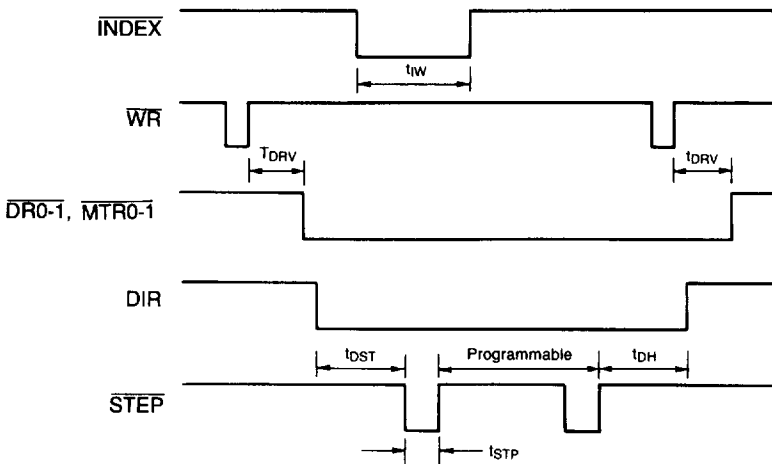 INDEX
tIW
WR
TDRV
tDRV
DR0-1, MTR0-1
DIR
tDST
Programmable
tDH
STEP
tSTP